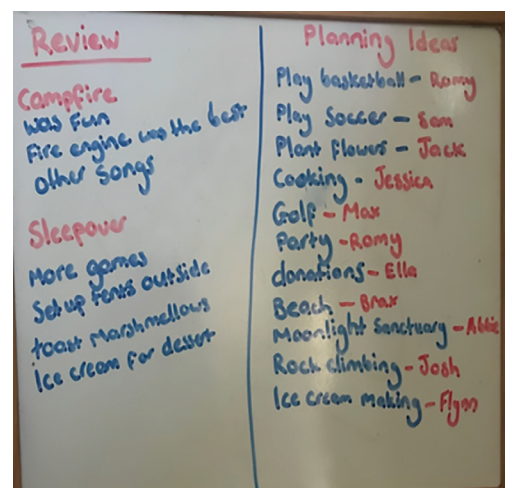 Review
Campfire
was Fun
Fire engine was the best
other songs
Sleepover
More games
Set up tents outside
toast Marshmellows
Ice cream for dessert
Planning Ideas
Play basketball - Romy
Play Soccer - Sam
Plant flowers - Jack
Cooking - Jessica
Golf - Max
Party - Romy
donations - Ella
Beach - Brax
Moonlight Sanctuary - Abbie
Rock climbing - Josh
Ice cream making - Flynn